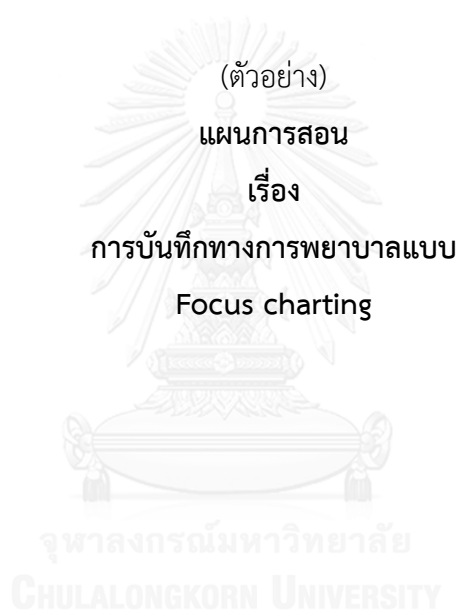 (ตัวอย่าง)
แผนการสอน
เรื่อง
การบันทึกทางการพยาบาลแบบ
Focus charting
จุฬาลงกรณ์มหาวิทยาลัย
CHULALONGKORN UNIVERSITY